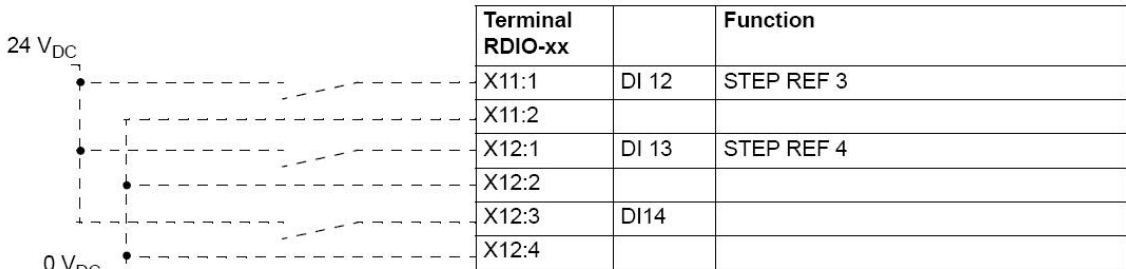 Terminal RDIO-xx Function
24 VDC
X11:1 DI 12 STEP REF 3
X11:2
X12:1 DI 13 STEP REF 4
X12:2
X12:3 DI14
X12:4
0 VDC